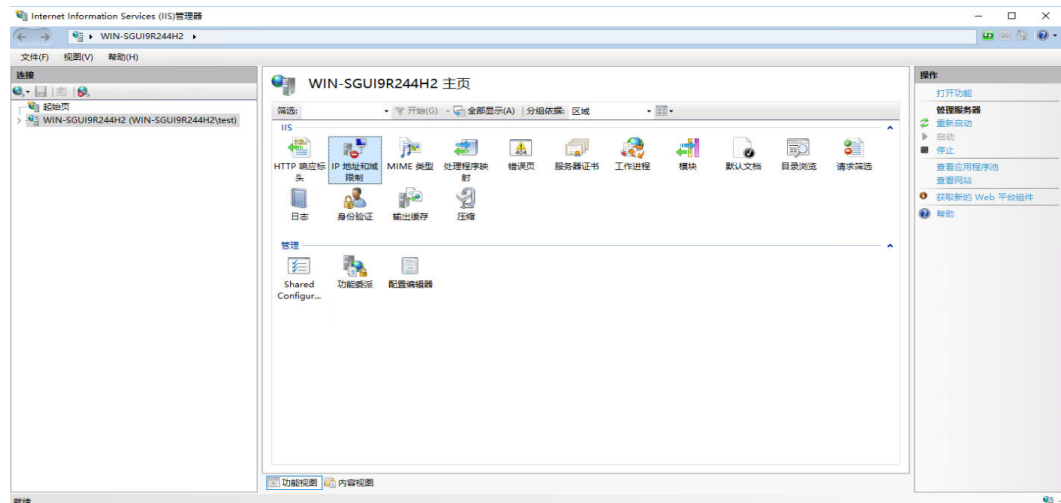 Internet Information Services (IIS)管理器
WIN-SGUI9R244H2
文件(F) 视图(V) 帮助(H)
连接
起始页
WIN-SGUI9R244H2 (WIN-SGUI9R244H2\test)
WIN-SGUI9R244H2 主页
筛选: 开始(G) 全部显示(A) 分组依据: 区域
IIS
HTTP 响应标头 IP 地址和域限制 MIME 类型 处理程序映射 错误页 服务器证书 工作进程 模块 默认文档 目录浏览 请求筛选
日志 身份验证 输出缓存 压缩
管理
Shared Configur... 功能委派 配置编辑器
功能视图 内容视图
操作
打开功能
管理服务器
重新启动
启动
停止
查看应用程序池
查看网站
获取新的 Web 平台组件
帮助
就绪